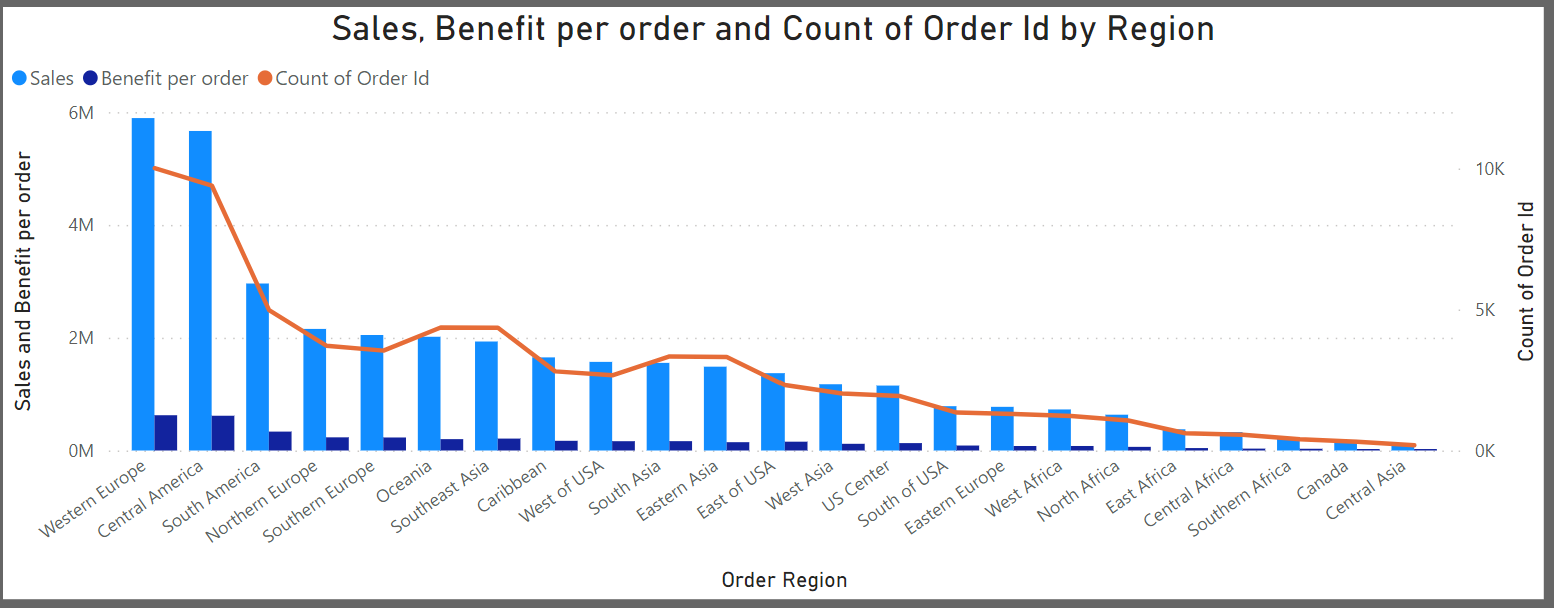 Sales, Benefit per order and Count of Order Id by Region
Sales Benefit per order Count of Order Id
6M
4M
2M
0M
Sales and Benefit per order
10K
5K
0K
Count of Order Id
Western Europe
Central America
South America
Northern Europe
Southern Europe
Oceania
Southeast Asia
Caribbean
West of USA
South Asia
Eastern Asia
East of USA
West Asia
US Center
South of USA
Eastern Europe
West Africa
North Africa
East Africa
Central Africa
Southern Africa
Canada
Central Asia
Order Region